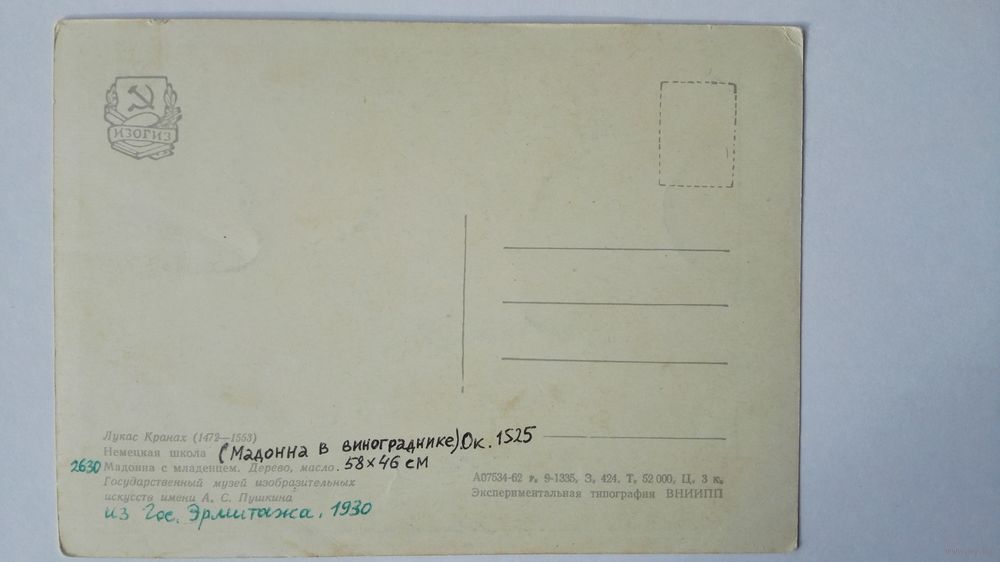 ИЗОГИЗ
Лукас Кранах (1472—1553)
Немецкая школа (Мадонна в винограднике). Ок. 1525
2630 Мадонна с младенцем. Дерево, масло. 58×46 см
Государственный музей изобразительных
искусств имени А. С. Пушкина
из Гос. Эрмитажа. 1930
А07534-62 г. 9-1335. З. 424. Т. 52 000. Ц. 3 к.
Экспериментальная типография ВНИИПП